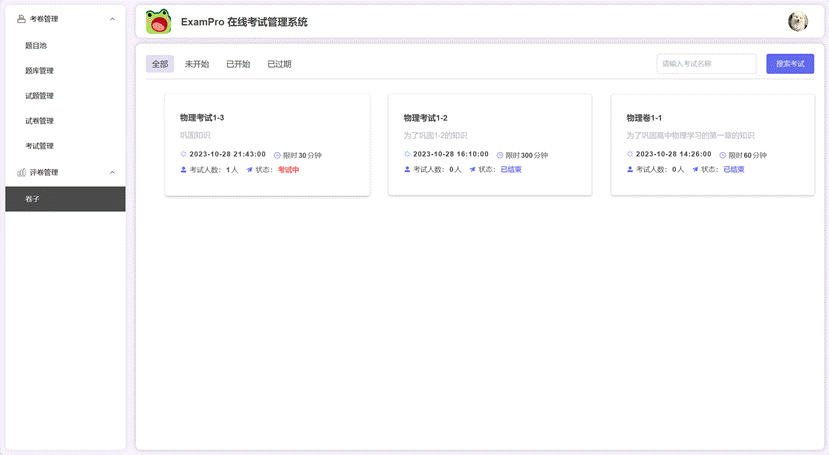 考卷管理
题目池
题库管理
试题管理
试卷管理
考试管理
评卷管理
卷子
ExamPro 在线考试管理系统
全部 未开始 已开始 已过期 请输入考试名称 搜索考试
物理考试1-3
巩固知识
2023-10-28 21:43:00 限时30分钟
考试人数：1人 状态：考试中
物理考试1-2
为了巩固1-2的知识
2023-10-28 16:10:00 限时300分钟
考试人数：0人 状态：已结束
物理卷1-1
为了巩固高中物理学习的第一章的知识
2023-10-28 14:26:00 限时60分钟
考试人数：0人 状态：已结束